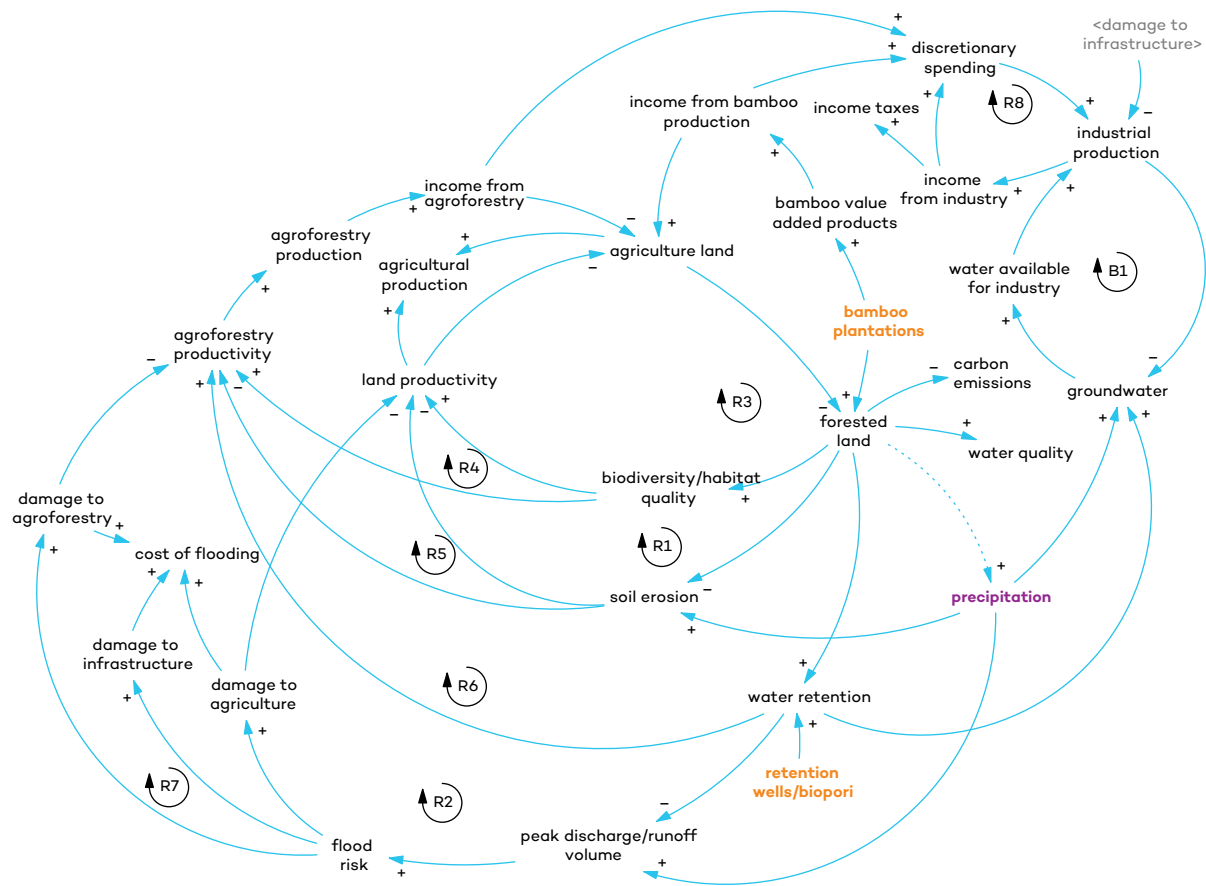 <damage to
infrastructure>
discretionary
spending
income from bamboo
production
income taxes
R8
industrial
production
income from
agroforestry
income
from industry
bamboo value
added products
agroforestry
production
agricultural
production
agriculture land
water available
for industry
B1
bamboo
plantations
agroforestry
productivity
land productivity
carbon
emissions
groundwater
R3
forested
land
water quality
R4
biodiversity/habitat
quality
damage to
agroforestry
cost of flooding
R5
R1
soil erosion
precipitation
damage to
infrastructure
damage to
agriculture
R6
water retention
R7
R2
retention
wells/biopori
peak discharge/runoff
volume
flood
risk